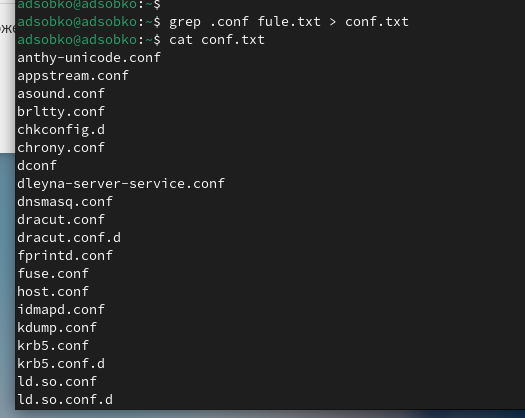 adsobko@adsobko:~$
adsobko@adsobko:~$ grep .conf fule.txt > conf.txt
adsobko@adsobko:~$ cat conf.txt
anthy-unicode.conf
appstream.conf
asound.conf
brltty.conf
chkconfig.d
chrony.conf
dconf
dleyna-server-service.conf
dnsmasq.conf
dracut.conf
dracut.conf.d
fprintd.conf
fuse.conf
host.conf
idmapd.conf
kdump.conf
krb5.conf
krb5.conf.d
ld.so.conf
ld.so.conf.d